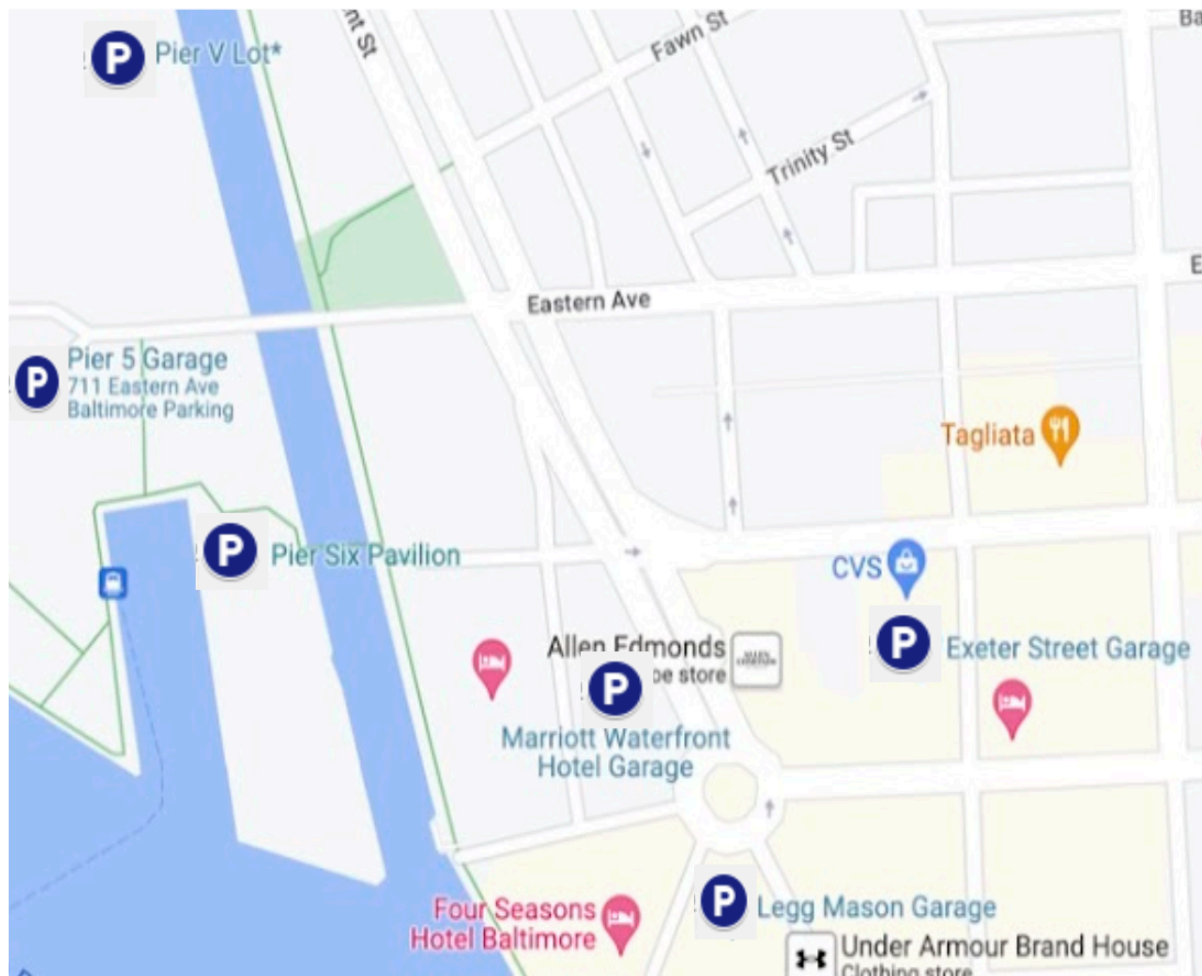 nt St
Fawn St
Ba
Pier V Lot*
Trinity St
E
Eastern Ave
Pier 5 Garage
711 Eastern Ave
Baltimore Parking
Tagliata
Pier Six Pavilion
CVS
Allen Edmonds
oe store
Exeter Street Garage
Marriott Waterfront
Hotel Garage
Four Seasons
Hotel Baltimore
Legg Mason Garage
Under Armour Brand House
Clothing store
P
P
P
P
P
P